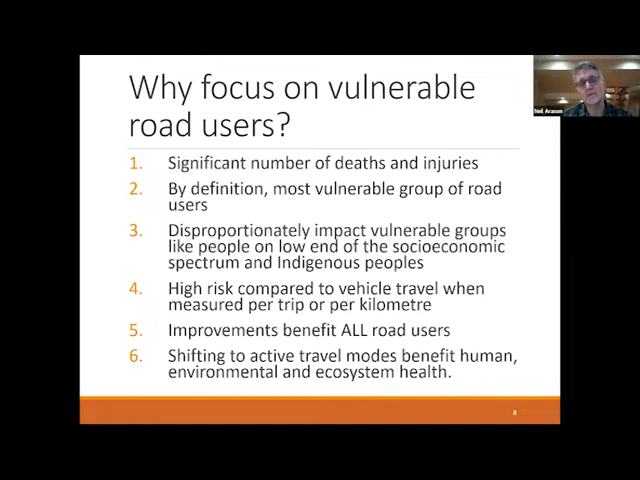 Why focus on vulnerable
road users?
1. Significant number of deaths and injuries
2. By definition, most vulnerable group of road
users
3. Disproportionately impact vulnerable groups
like people on low end of the socioeconomic
spectrum and Indigenous peoples
4. High risk compared to vehicle travel when
measured per trip or per kilometre
5. Improvements benefit ALL road users
6. Shifting to active travel modes benefit human,
environmental and ecosystem health.
8
Neil Arason